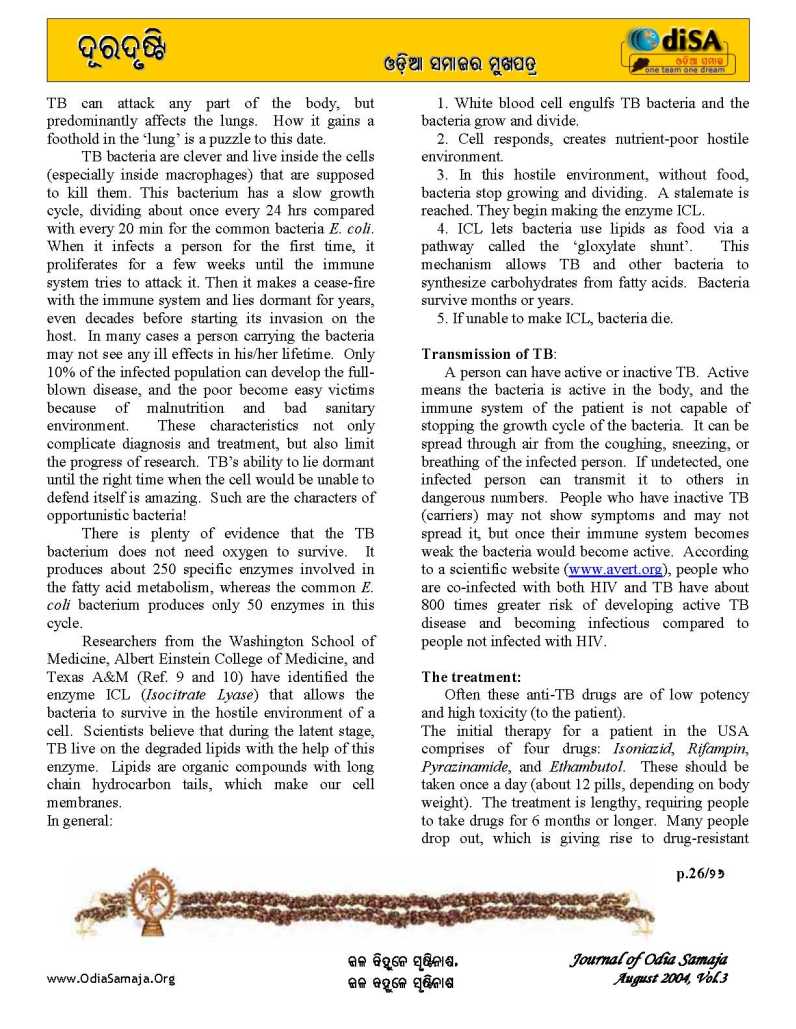 ଦୂରଦୃଷ୍ଟି
ଓଡ଼ିଆ ସମାଜର ମୁଖପତ୍ର
OdiSA
ଓଡ଼ିଆ ସମାଜ
one team one dream
TB can attack any part of the body, but
predominantly affects the lungs. How it gains a
foothold in the ‘lung’ is a puzzle to this date.
TB bacteria are clever and live inside the cells
(especially inside macrophages) that are supposed
to kill them. This bacterium has a slow growth
cycle, dividing about once every 24 hrs compared
with every 20 min for the common bacteria E. coli.
When it infects a person for the first time, it
proliferates for a few weeks until the immune
system tries to attack it. Then it makes a cease-fire
with the immune system and lies dormant for years,
even decades before starting its invasion on the
host. In many cases a person carrying the bacteria
may not see any ill effects in his/her lifetime. Only
10% of the infected population can develop the full-
blown disease, and the poor become easy victims
because of malnutrition and bad sanitary
environment. These characteristics not only
complicate diagnosis and treatment, but also limit
the progress of research. TB’s ability to lie dormant
until the right time when the cell would be unable to
defend itself is amazing. Such are the characters of
opportunistic bacteria!
There is plenty of evidence that the TB
bacterium does not need oxygen to survive. It
produces about 250 specific enzymes involved in
the fatty acid metabolism, whereas the common E.
coli bacterium produces only 50 enzymes in this
cycle.
Researchers from the Washington School of
Medicine, Albert Einstein College of Medicine, and
Texas A&M (Ref. 9 and 10) have identified the
enzyme ICL (Isocitrate Lyase) that allows the
bacteria to survive in the hostile environment of a
cell. Scientists believe that during the latent stage,
TB live on the degraded lipids with the help of this
enzyme. Lipids are organic compounds with long
chain hydrocarbon tails, which make our cell
membranes.
In general:
1. White blood cell engulfs TB bacteria and the
bacteria grow and divide.
2. Cell responds, creates nutrient-poor hostile
environment.
3. In this hostile environment, without food,
bacteria stop growing and dividing. A stalemate is
reached. They begin making the enzyme ICL.
4. ICL lets bacteria use lipids as food via a
pathway called the ‘gloxylate shunt’. This
mechanism allows TB and other bacteria to
synthesize carbohydrates from fatty acids. Bacteria
survive months or years.
5. If unable to make ICL, bacteria die.
Transmission of TB:
A person can have active or inactive TB. Active
means the bacteria is active in the body, and the
immune system of the patient is not capable of
stopping the growth cycle of the bacteria. It can be
spread through air from the coughing, sneezing, or
breathing of the infected person. If undetected, one
infected person can transmit it to others in
dangerous numbers. People who have inactive TB
(carriers) may not show symptoms and may not
spread it, but once their immune system becomes
weak the bacteria would become active. According
to a scientific website (www.avert.org), people who
are co-infected with both HIV and TB have about
800 times greater risk of developing active TB
disease and becoming infectious compared to
people not infected with HIV.
The treatment:
Often these anti-TB drugs are of low potency
and high toxicity (to the patient).
The initial therapy for a patient in the USA
comprises of four drugs: Isoniazid, Rifampin,
Pyrazinamide, and Ethambutol. These should be
taken once a day (about 12 pills, depending on body
weight). The treatment is lengthy, requiring people
to take drugs for 6 months or longer. Many people
drop out, which is giving rise to drug-resistant
p.26/୨୬
ଜଳ ବିହୁନେ ସୃଷ୍ଟିନାଶ.
ଜଳ ବହୁଳେ ସୃଷ୍ଟିନାଶ
www.OdiaSamaja.Org
Journal of Odia Samaja
August 2004, Vol.3